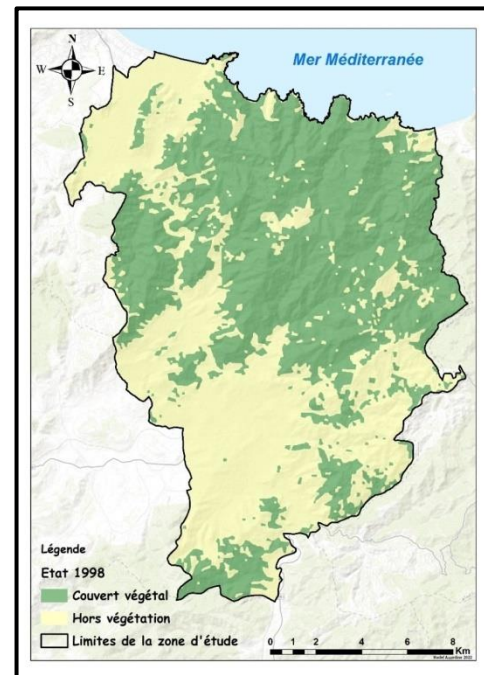 N
W E
S
Mer Méditerranée
Légende
Etat 1998
Couvert végétal
Hors végétation
Limites de la zone d'étude
0 1 2 4 6 8
Km